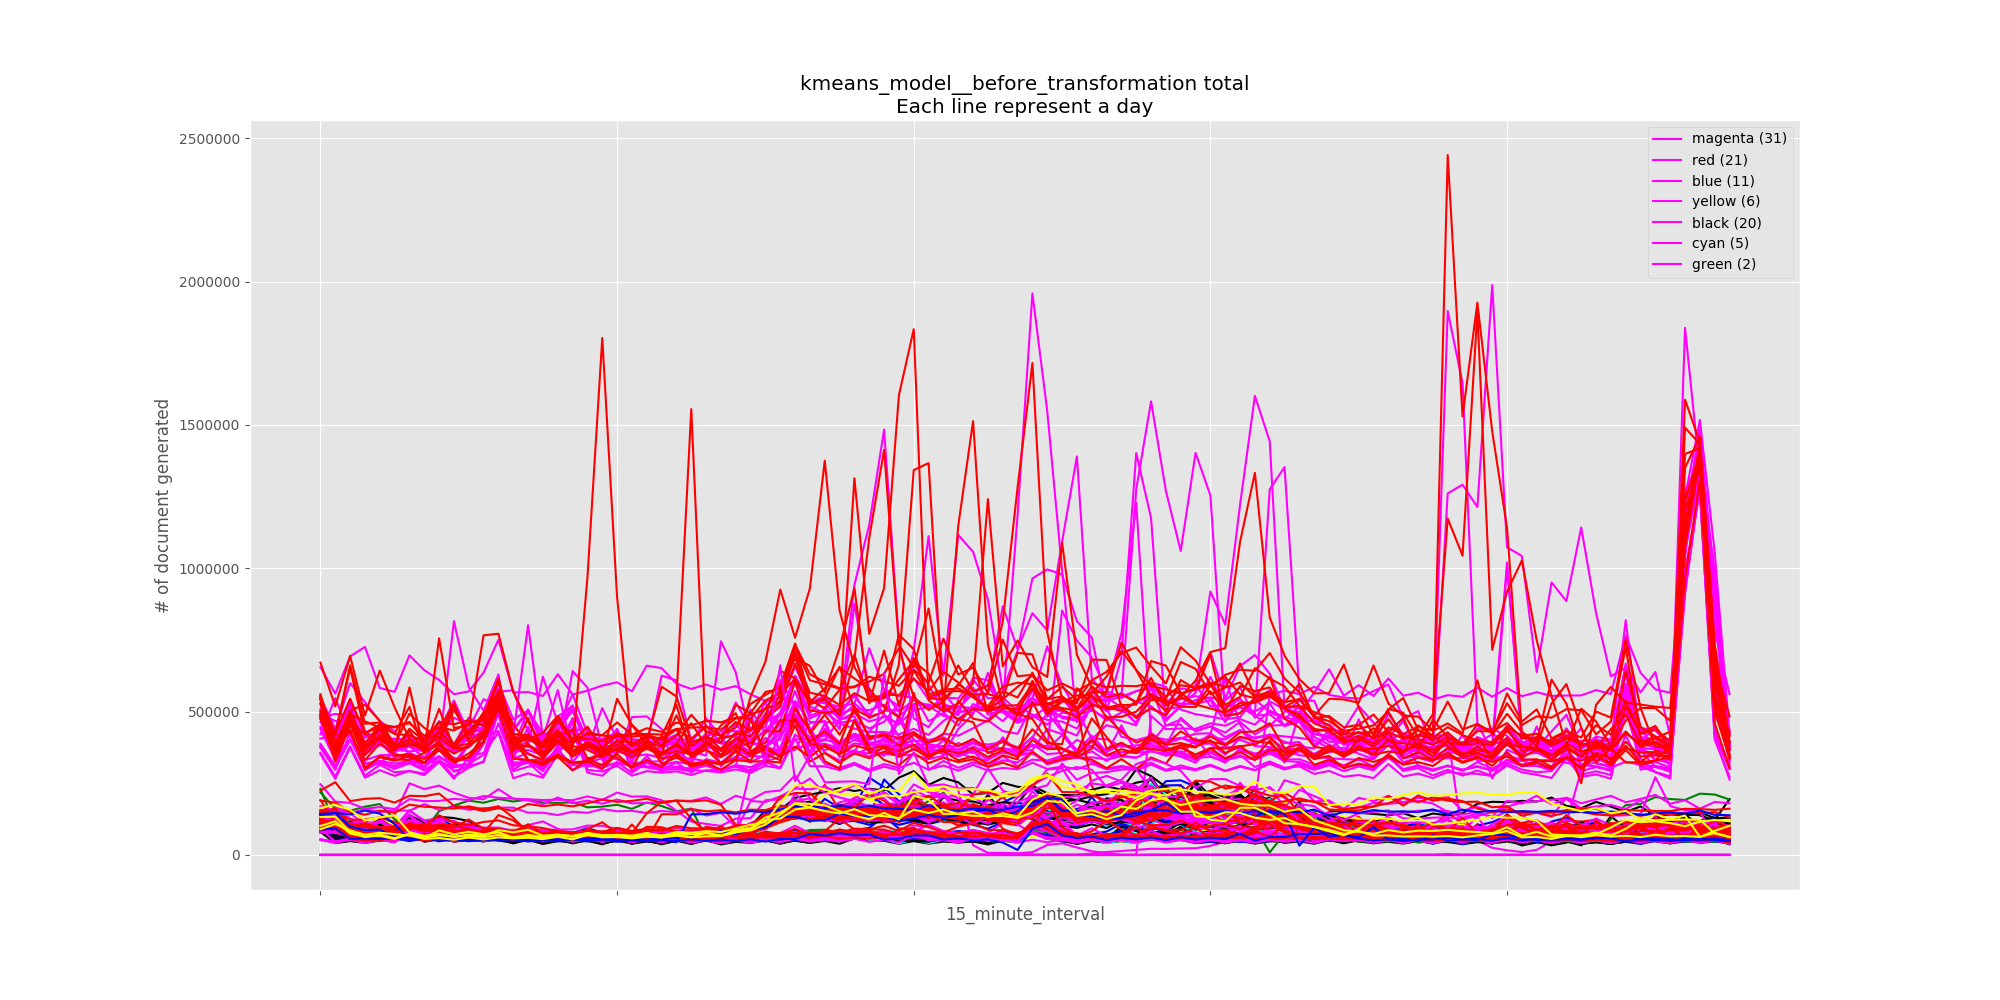 kmeans_model__before_transformation total
Each line represent a day
2500000
2000000
1500000
1000000
500000
0
# of document generated
15_minute_interval
magenta (31)
red (21)
blue (11)
yellow (6)
black (20)
cyan (5)
green (2)